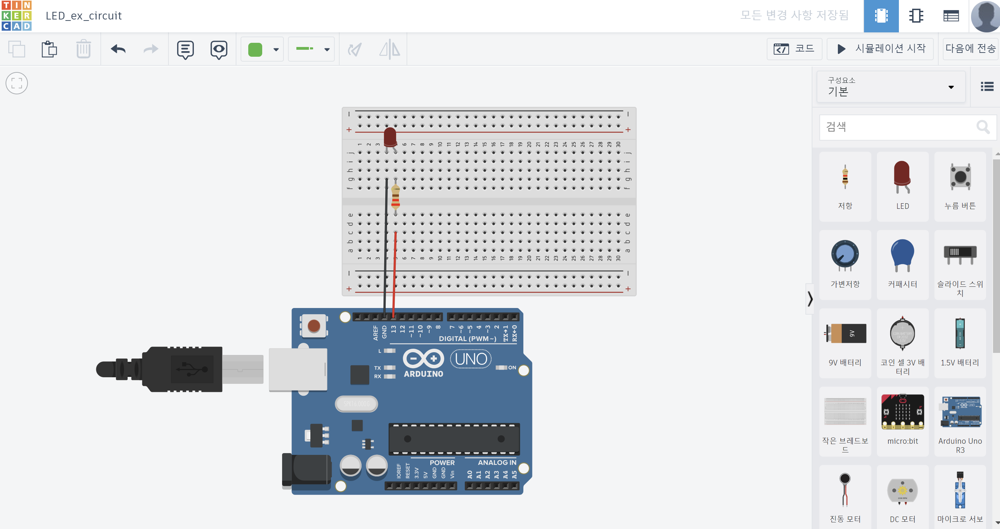 TINKERCAD
LED_ex_circuit
모든 변경 사항 저장됨
코드
시뮬레이션 시작
다음에 전송
구성요소
기본
검색
저항
LED
누름 버튼
가변저항
커패시터
슬라이드 스위
치
9V
COIN BATTERY
CR 2032
3.0V
9V 배터리
코인 셀 3V 배
터리
1.5V 배터리
작은 브레드보
드
micro:bit
Arduino Uno
R3
진동 모터
DC 모터
마이크로 서보
1 2 3 6 7 8 9 10 11 12 13 14 15 16 17 18 19 20 21 22 23 24 25 26 27 28 29 30
j j
i i
h h
g g
f f
e e
d d
c c
b b
a a
1 2 3 4 5 6 7 8 9 10 11 12 13 14 15 16 17 18 19 20 21 22 23 24 25 26 27 28 29 30
AREF GND 13 12 ~11 ~10 ~9 8 7 ~6 ~5 4 ~3 2 TX→1 RX←0
DIGITAL (PWM~)
L
TX
RX
UNO
ARDUINO
ON
SPK16.000G
POWER
ANALOG IN
IOREF RESET 3.3V 5V GND GND Vin A0 A1 A2 A3 A4 A5